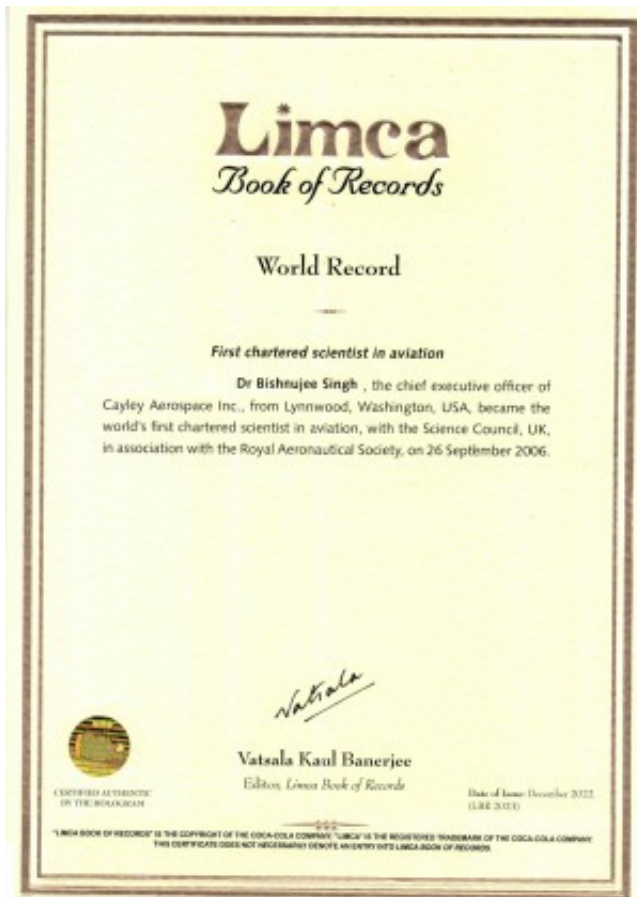 Limca
Book of Records
World Record
First chartered scientist in aviation
Dr Bishnujee Singh , the chief executive officer of
Cayley Aerospace Inc., from Lynnwood, Washington, USA, became the
world's first chartered scientist in aviation, with the Science Council, UK,
in association with the Royal Aeronautical Society, on 26 September 2006.
Vatsala
Vatsala Kaul Banerjee
Editor, Limca Book of Records
CERTIFIED AUTHENTIC
BY THE HOLOGRAM
Date of Issue: December 2022
(LBR 2023)
"LIMCA BOOK OF RECORDS" IS THE COPYRIGHT OF THE COCA-COLA COMPANY. "LIMCA" IS THE REGISTERED TRADEMARK OF THE COCA-COLA COMPANY.
THIS CERTIFICATE DOES NOT NECESSARILY DENOTE AN ENTRY INTO LIMCA BOOK OF RECORDS.